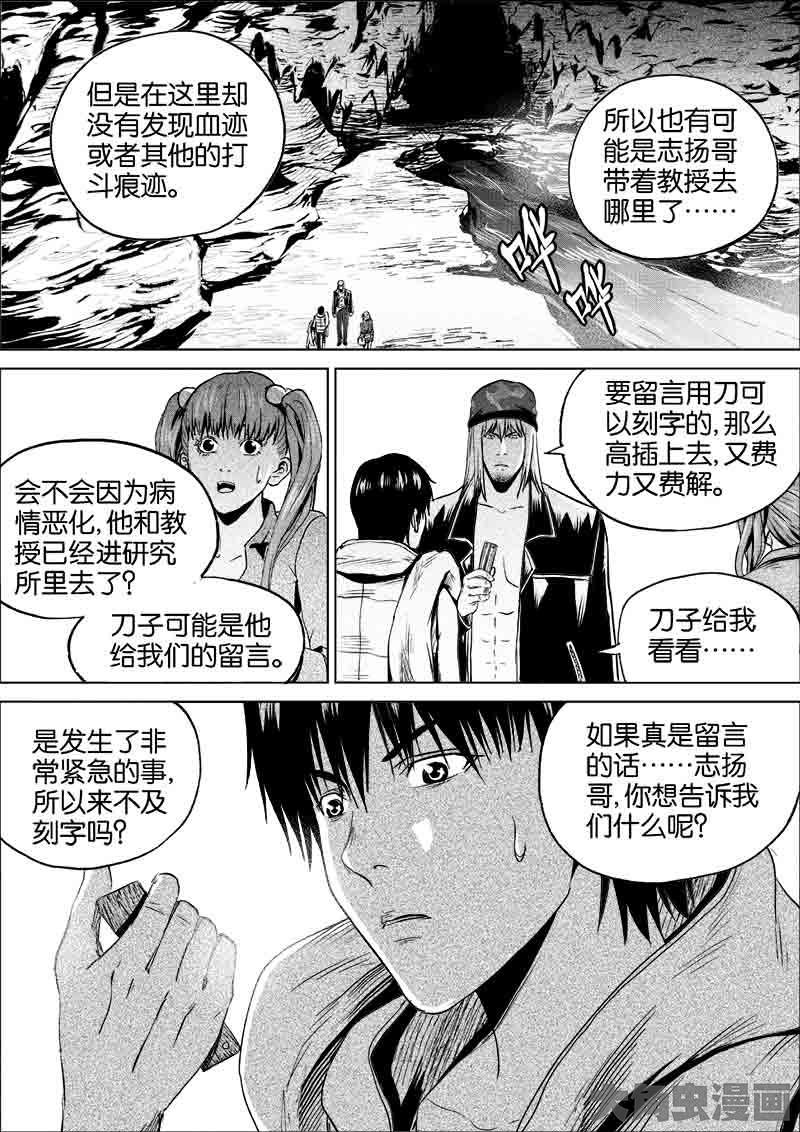 但是在这里却
没有发现血迹
或者其他的打
斗痕迹。
所以也有可
能是志扬哥
带着教授去
哪里了……
哗
哗
会不会因为病
情恶化,他和教
授已经进研究
所里去了?
刀子可能是他
给我们的留言。
要留言用刀可
以刻字的,那么
高插上去,又费
力又费解。
刀子给我
看看……
是发生了非
常紧急的事,
所以来不及
刻字吗?
如果真是留言
的话……志扬
哥,你想告诉我
们什么呢?
大角虫漫画